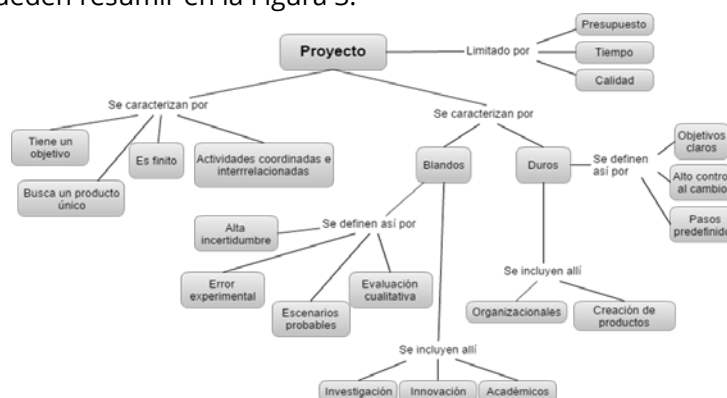 ueden resumir en la Figura 3.
Presupuesto
Proyecto
Limitado por
Tiempo
Calidad
Se caracterizan por
Se caracterizan por
Tiene un
objetivo
Es finito
Actividades coordinadas e
interrrelacionadas
Busca un producto
único
Blandos
Duros
Se definen
así por
Objetivos
claros
Alto control
al cambio
Pasos
predefinido
Se definen así por
Alta
incertidumbre
Error
experimental
Escenarios
probables
Evaluación
cualitativa
Se incluyen allí
Organizacionales
Creación de
productos
Se incluyen allí
Investigación
Innovación
Académicos